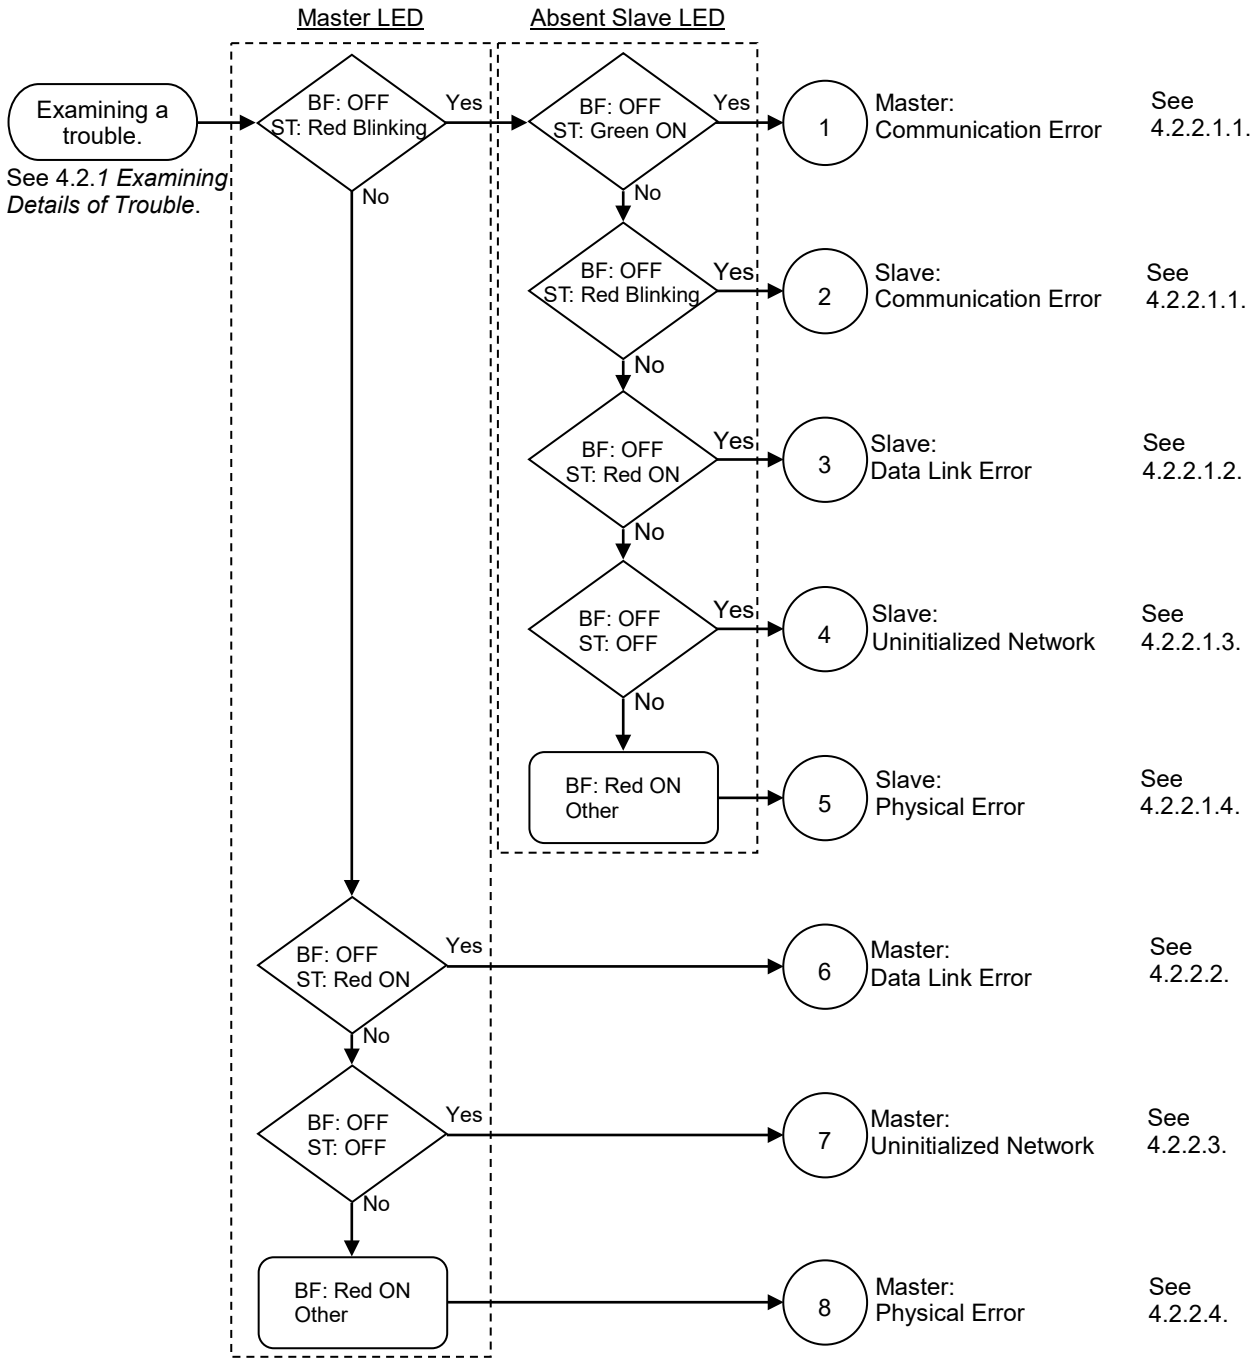 Master LED
Absent Slave LED
Examining a
trouble.
See 4.2.1 Examining
Details of Trouble.
BF: OFF
ST: Red Blinking
Yes
No
BF: OFF
ST: Green ON
Yes
No
1
Master:
Communication Error
See
4.2.2.1.1.
BF: OFF
ST: Red Blinking
Yes
No
2
Slave:
Communication Error
See
4.2.2.1.1.
BF: OFF
ST: Red ON
Yes
No
3
Slave:
Data Link Error
See
4.2.2.1.2.
BF: OFF
ST: OFF
Yes
No
4
Slave:
Uninitialized Network
See
4.2.2.1.3.
BF: Red ON
Other
5
Slave:
Physical Error
See
4.2.2.1.4.
BF: OFF
ST: Red ON
Yes
No
6
Master:
Data Link Error
See
4.2.2.2.
BF: OFF
ST: OFF
Yes
No
7
Master:
Uninitialized Network
See
4.2.2.3.
BF: Red ON
Other
8
Master:
Physical Error
See
4.2.2.4.